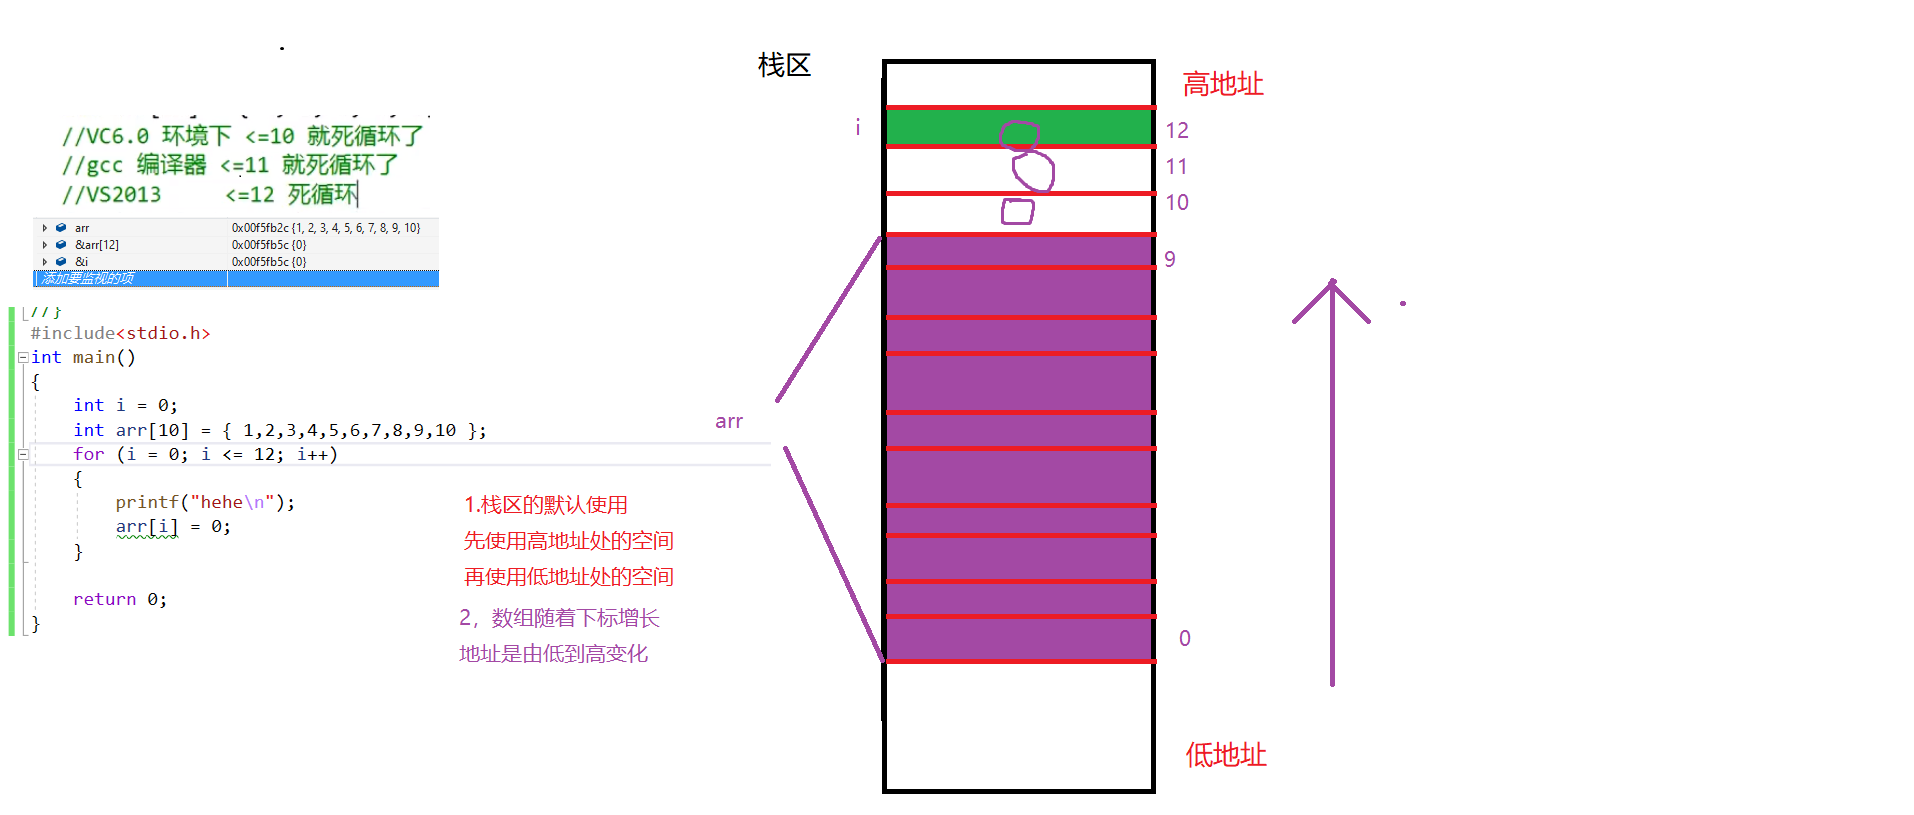 //VC6.0 环境下 <=10 就死循环了
//gcc 编译器 <=11 就死循环了
//VS2013 <=12 死循环
arr 0x00f5fb2c {1, 2, 3, 4, 5, 6, 7, 8, 9, 10}
&arr[12] 0x00f5fb5c {0}
&i 0x00f5fb5c {0}
添加要监视的项
//}
#include<stdio.h>
int main()
{
int i = 0;
int arr[10] = { 1,2,3,4,5,6,7,8,9,10 };
for (i = 0; i <= 12; i++)
{
printf("hehe\n");
arr[i] = 0;
}
return 0;
}
1.栈区的默认使用
先使用高地址处的空间
再使用低地址处的空间
2，数组随着下标增长
地址是由低到高变化
栈区
高地址
i
12
11
10
9
arr
0
低地址